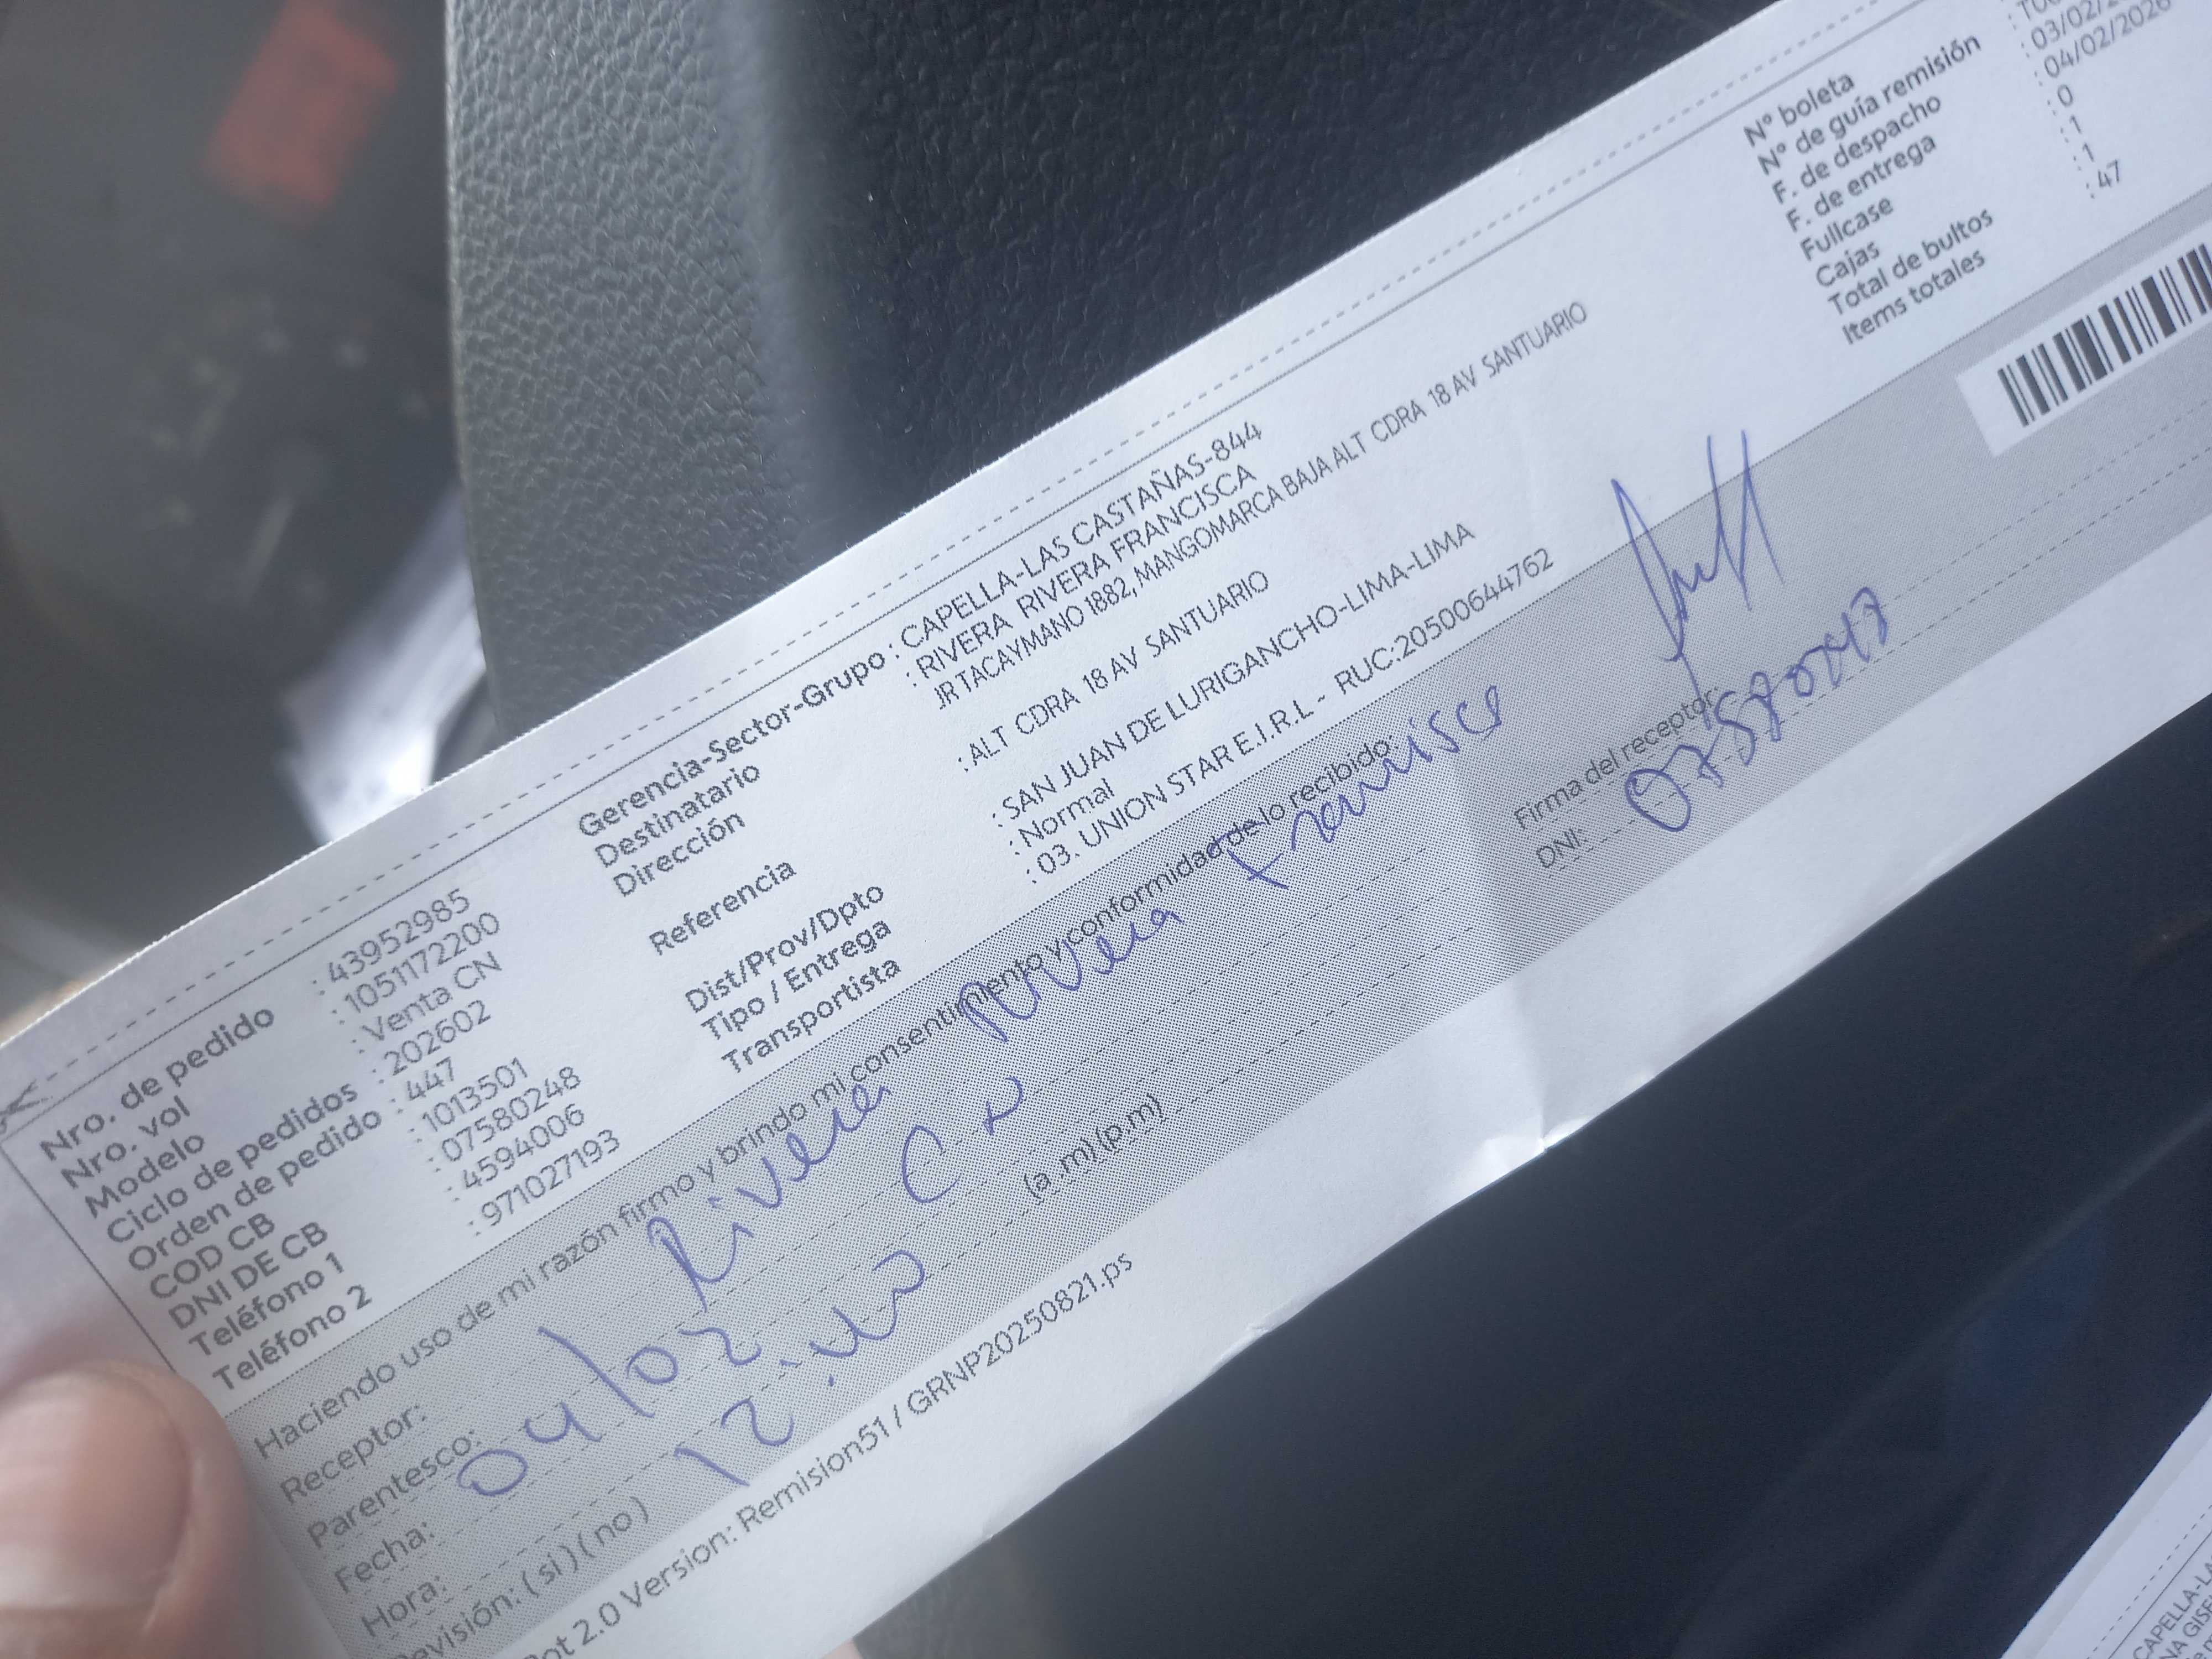 Nro. de pedido : 43952985
Nro. vol : 1051172200
Modelo : Venta CN
Ciclo de pedidos : 202602
Orden de pedido : 447
COD CB : 1013501
DNI DE CB : 07580248
Teléfono 1 : 4594006
Teléfono 2 : 971027193
Gerencia-Sector-Grupo : CAPELLA-LAS CASTAÑAS-844
Destinatario : RIVERA RIVERA FRANCISCA
Dirección JR TACAYMANO 1882, MANGOMARCA BAJA ALT CDRA 18 AV SANTUARIO
Referencia : ALT CDRA 18 AV SANTUARIO
Dist/Prov/Dpto : SAN JUAN DE LURIGANCHO-LIMA-LIMA
Tipo / Entrega : Normal
Transportista : 03. UNION STAR E.I.R.L - RUC:20500644762
N° boleta
N° de guía remisión
F. de despacho : 03/02/
F. de entrega : 04/02/2026
Fullcase : 0
Cajas : 1
Total de bultos : 1
Items totales : 47
Haciendo uso de mi razón firmo y brindo mi consentimiento y conformidad de lo recibido:
Receptor: Rivera Rivera Francisca
Parentesco: CN
Fecha: 04/02
Hora: (a .m) (p.m)
evisión: ( si ) ( no )
Firma del receptor:
DNI:
ot 2.0 Version: Remision51 / GRNP20250821.ps
CAPELLA-LA